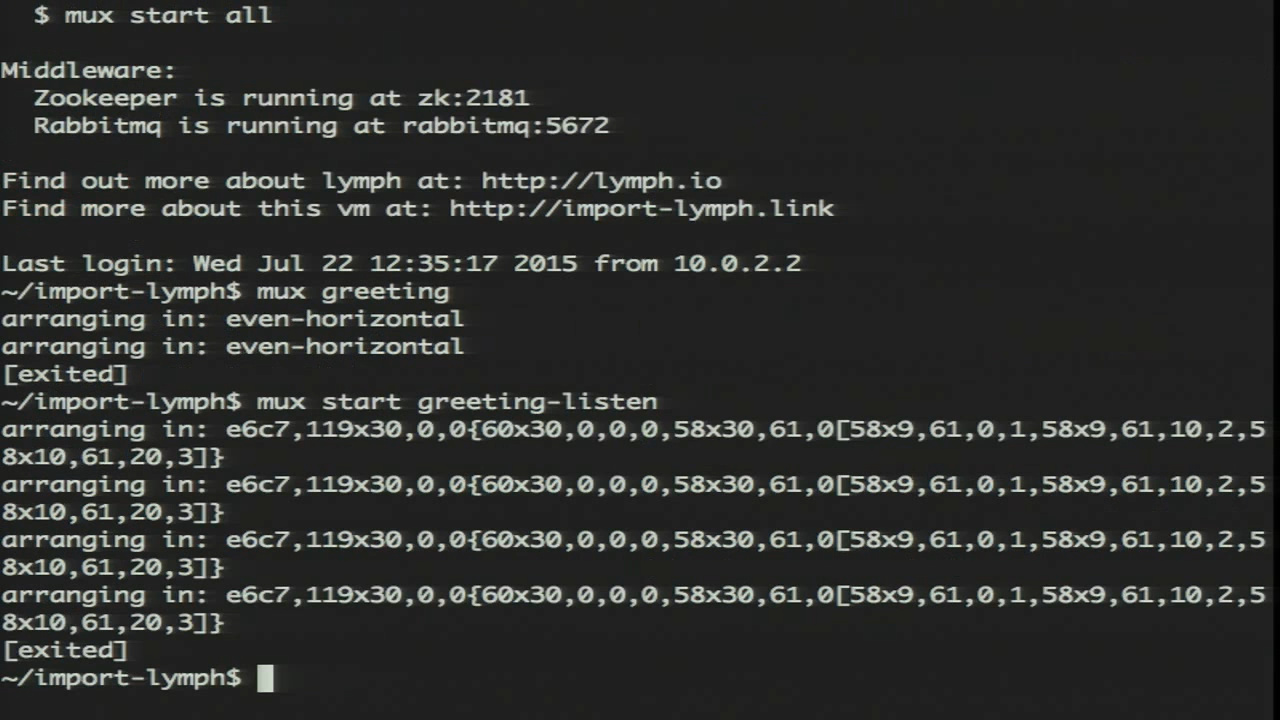 $ mux start all
Middleware:
Zookeeper is running at zk:2181
Rabbitmq is running at rabbitmq:5672
Find out more about lymph at: http://lymph.io
Find more about this vm at: http://import-lymph.link
Last login: Wed Jul 22 12:35:17 2015 from 10.0.2.2
~/import-lymph$ mux greeting
arranging in: even-horizontal
arranging in: even-horizontal
[exited]
~/import-lymph$ mux start greeting-listen
arranging in: e6c7,119x30,0,0{60x30,0,0,0,58x30,61,0[58x9,61,0,1,58x9,61,10,2,5
8x10,61,20,3]}
arranging in: e6c7,119x30,0,0{60x30,0,0,0,58x30,61,0[58x9,61,0,1,58x9,61,10,2,5
8x10,61,20,3]}
arranging in: e6c7,119x30,0,0{60x30,0,0,0,58x30,61,0[58x9,61,0,1,58x9,61,10,2,5
8x10,61,20,3]}
arranging in: e6c7,119x30,0,0{60x30,0,0,0,58x30,61,0[58x9,61,0,1,58x9,61,10,2,5
8x10,61,20,3]}
[exited]
~/import-lymph$